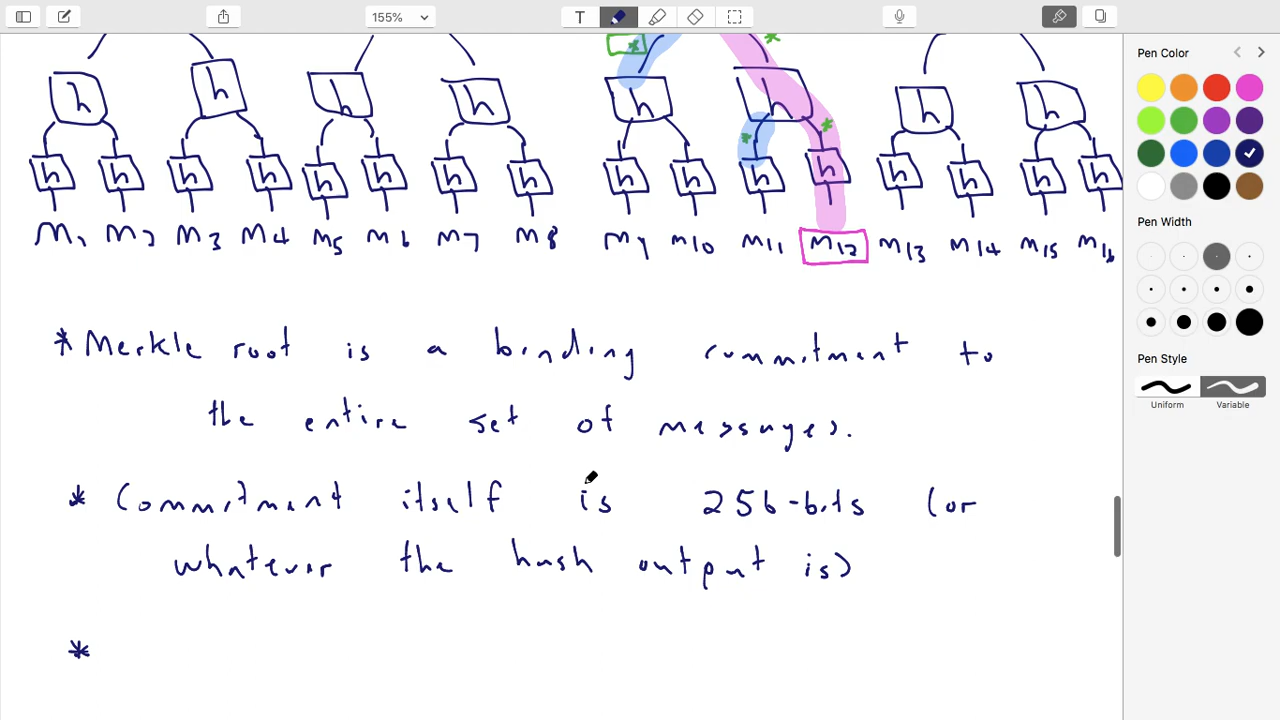 155%
T
Pen Color
h h h h h h h h
h h h h h h h h h h h h h h h h
M1 M2 M3 M4 M5 M6 M7 M8 M9 M10 M11 M12 M13 M14 M15 M16
Pen Width
Pen Style
Uniform Variable
* Merkle root is a binding commitment to
the entire set of messages.
* Commitment itself is 256-bits (or
whatever the hash output is)
*